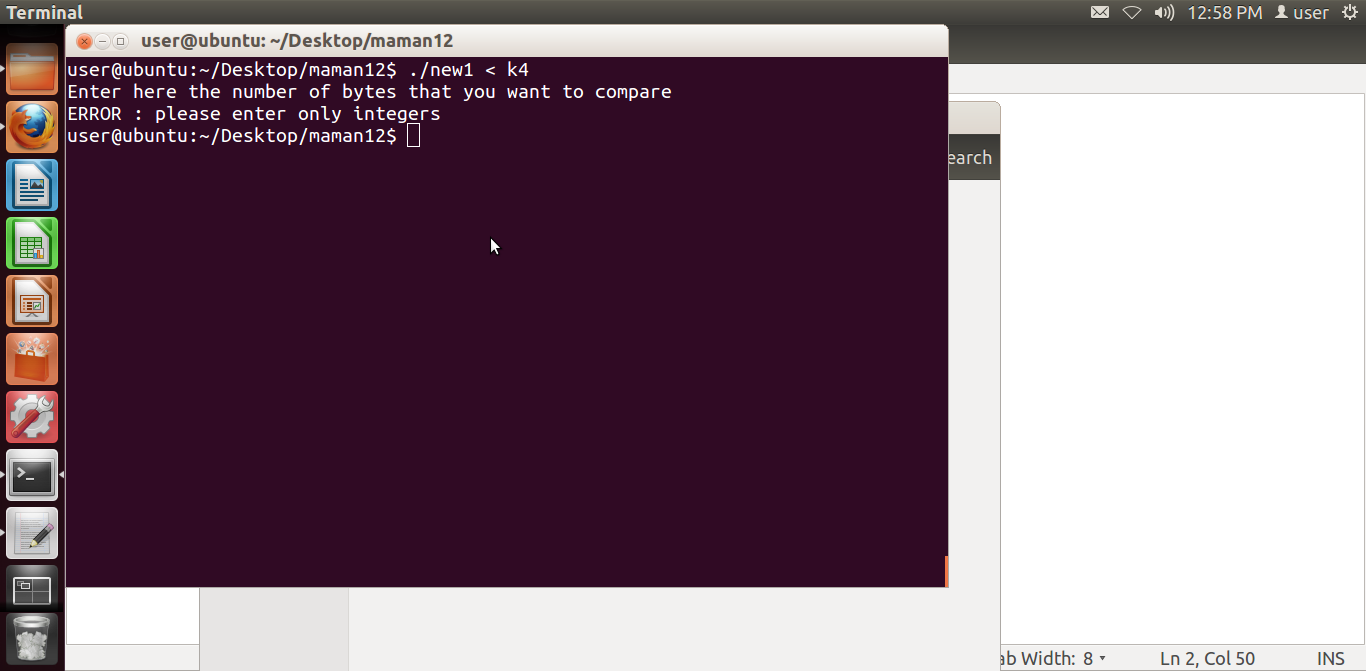 Terminal
12:58 PM
user
user@ubuntu: ~/Desktop/maman12
user@ubuntu:~/Desktop/maman12$ ./new1 < k4
Enter here the number of bytes that you want to compare
ERROR : please enter only integers
user@ubuntu:~/Desktop/maman12$
earch
>_
ab Width: 8
Ln 2, Col 50
INS